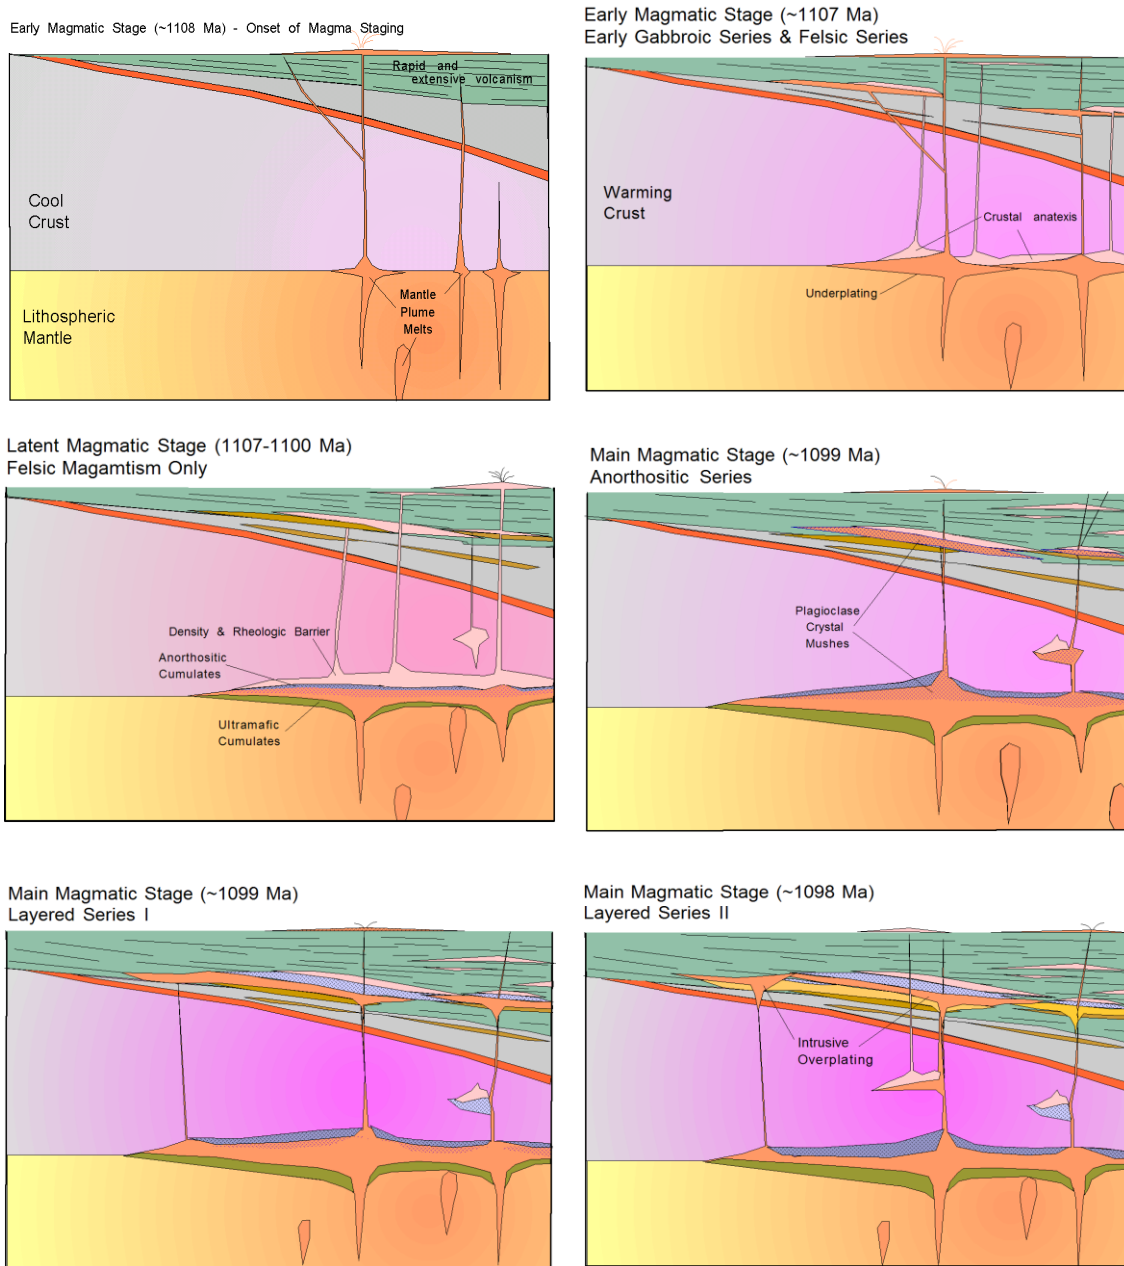 Early Magmatic Stage (~1108 Ma) - Onset of Magma Staging
Rapid and
extensive volcanism
Cool
Crust
Lithospheric
Mantle
Mantle
Plume
Melts
Early Magmatic Stage (~1107 Ma)
Early Gabbroic Series & Felsic Series
Warming
Crust
Crustal anatexis
Underplating
Latent Magmatic Stage (1107-1100 Ma)
Felsic Magamtism Only
Density & Rheologic Barrier
Anorthositic
Cumulates
Ultramafic
Cumulates
Main Magmatic Stage (~1099 Ma)
Anorthositic Series
Plagioclase
Crystal
Mushes
Main Magmatic Stage (~1099 Ma)
Layered Series I
Main Magmatic Stage (~1098 Ma)
Layered Series II
Intrusive
Overplating